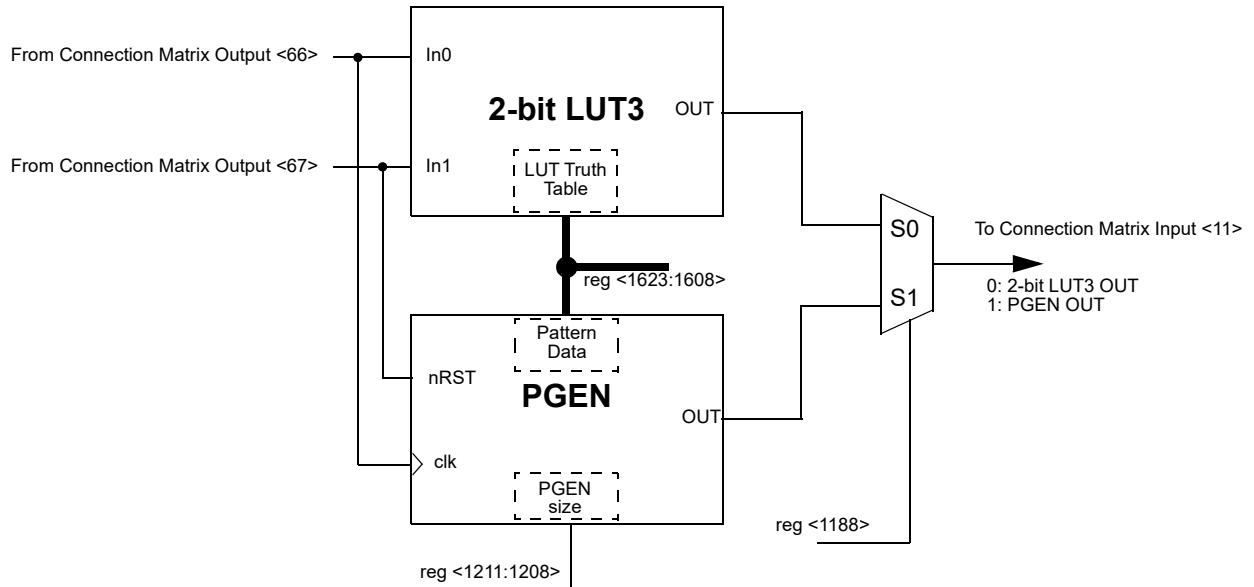 From Connection Matrix Output <66>
In0
2-bit LUT3
OUT
From Connection Matrix Output <67>
In1
LUT Truth
Table
S0
To Connection Matrix Input <11>
reg <1623:1608>
0: 2-bit LUT3 OUT
1: PGEN OUT
S1
Pattern
Data
nRST
PGEN
OUT
clk
PGEN
size
reg <1188>
reg <1211:1208>